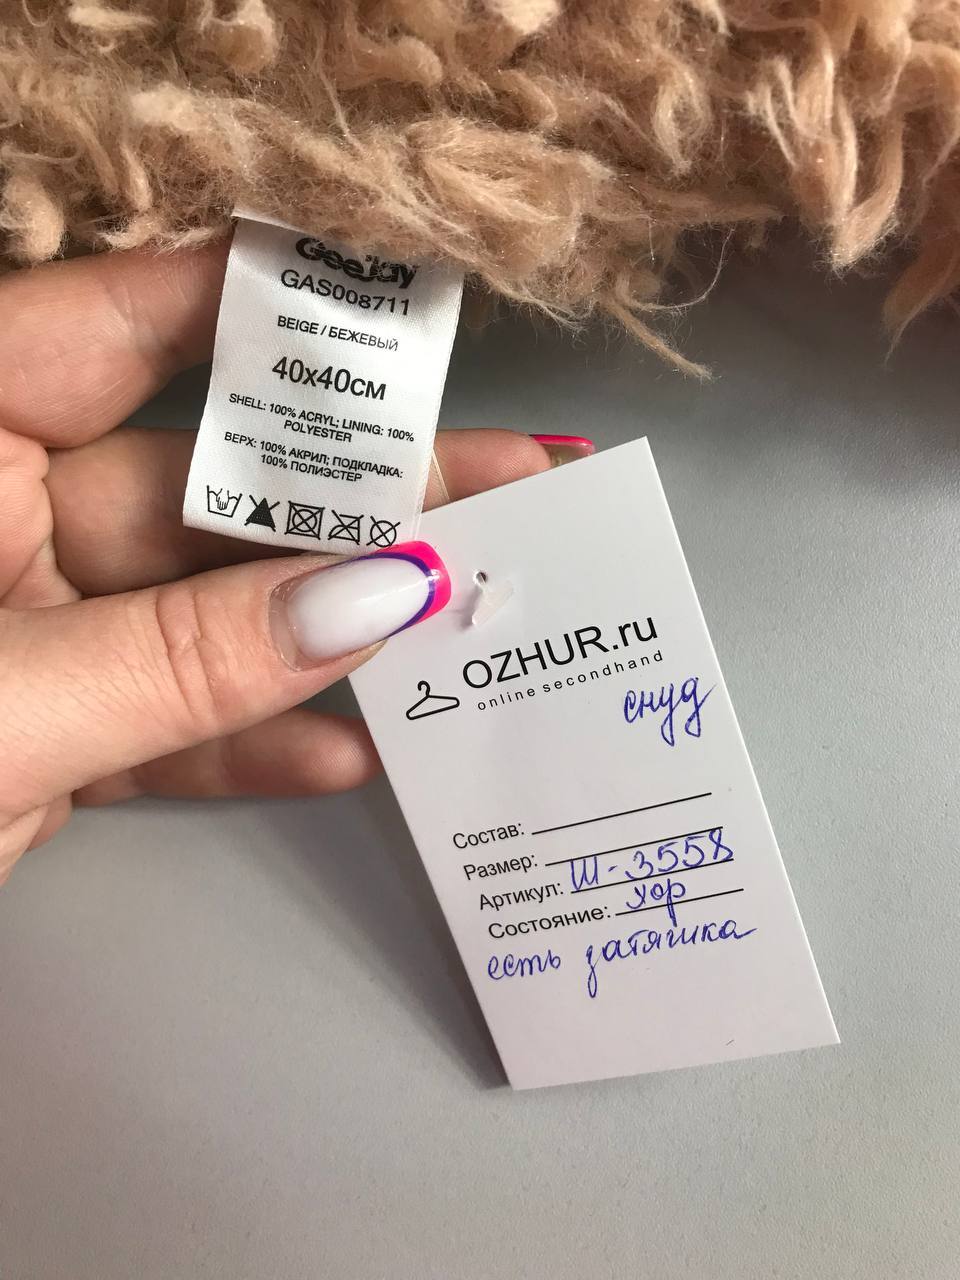 GeeJay
GAS008711
BEIGE / БЕЖЕВЫЙ
40x40см
SHELL: 100% ACRYL; LINING: 100%
POLYESTER
ВЕРХ: 100% АКРИЛ; ПОДКЛАДКА:
100% ПОЛИЭСТЕР
OZHUR.ru
online secondhand
снуд
Состав:
Размер:
Артикул: Ш-3558
Состояние: хор
есть затяжка